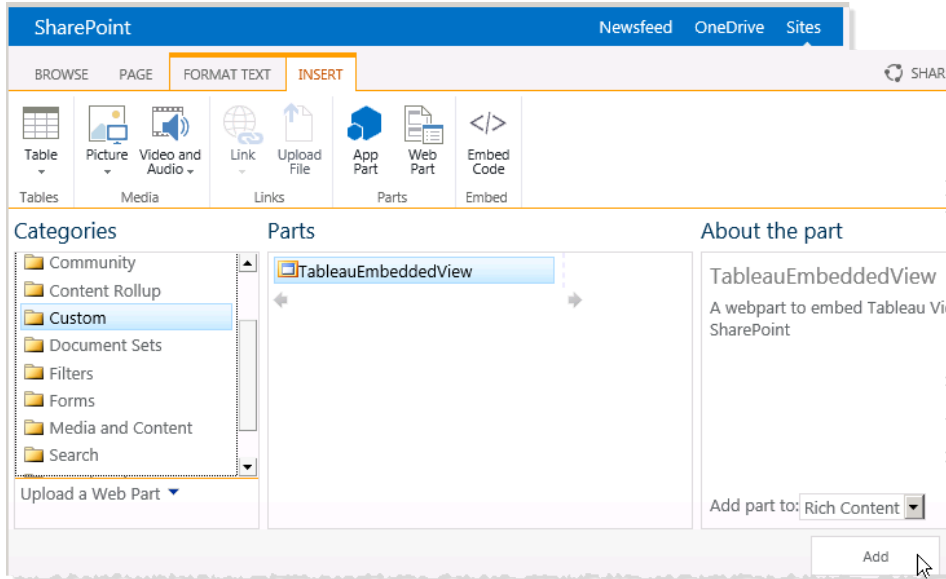 SharePoint
Newsfeed OneDrive Sites
BROWSE PAGE FORMAT TEXT INSERT
Table
Picture
Video and
Audio
Link
Upload
File
App
Part
Web
Part
</>
Embed
Code
Tables Media Links Parts Embed
Categories
Community
Content Rollup
Custom
Document Sets
Filters
Forms
Media and Content
Search
Upload a Web Part
Parts
TableauEmbeddedView
About the part
TableauEmbeddedView
A webpart to embed Tableau
SharePoint
Add part to: Rich Content
Add